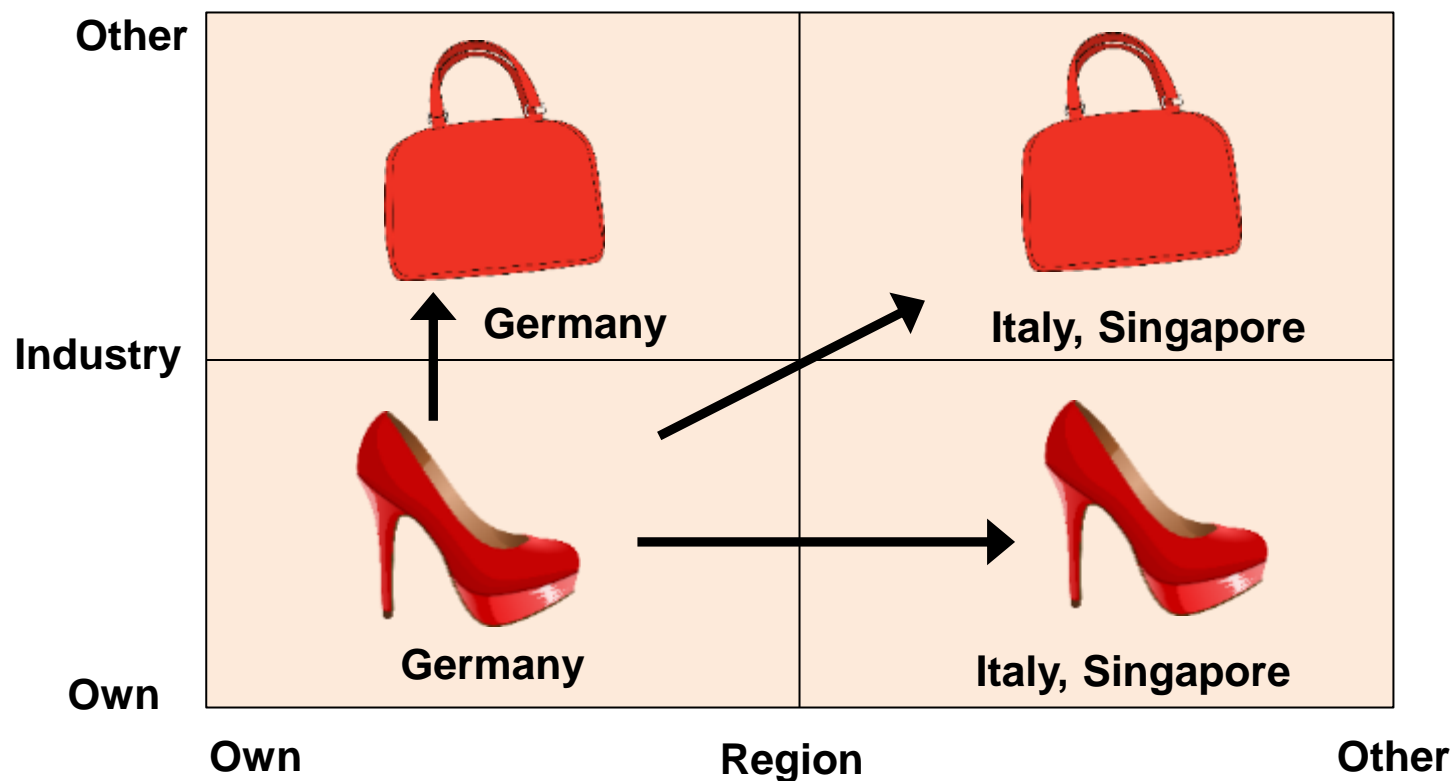 Other
Germany
Italy, Singapore
Industry
Germany
Italy, Singapore
Own
Own
Region
Other